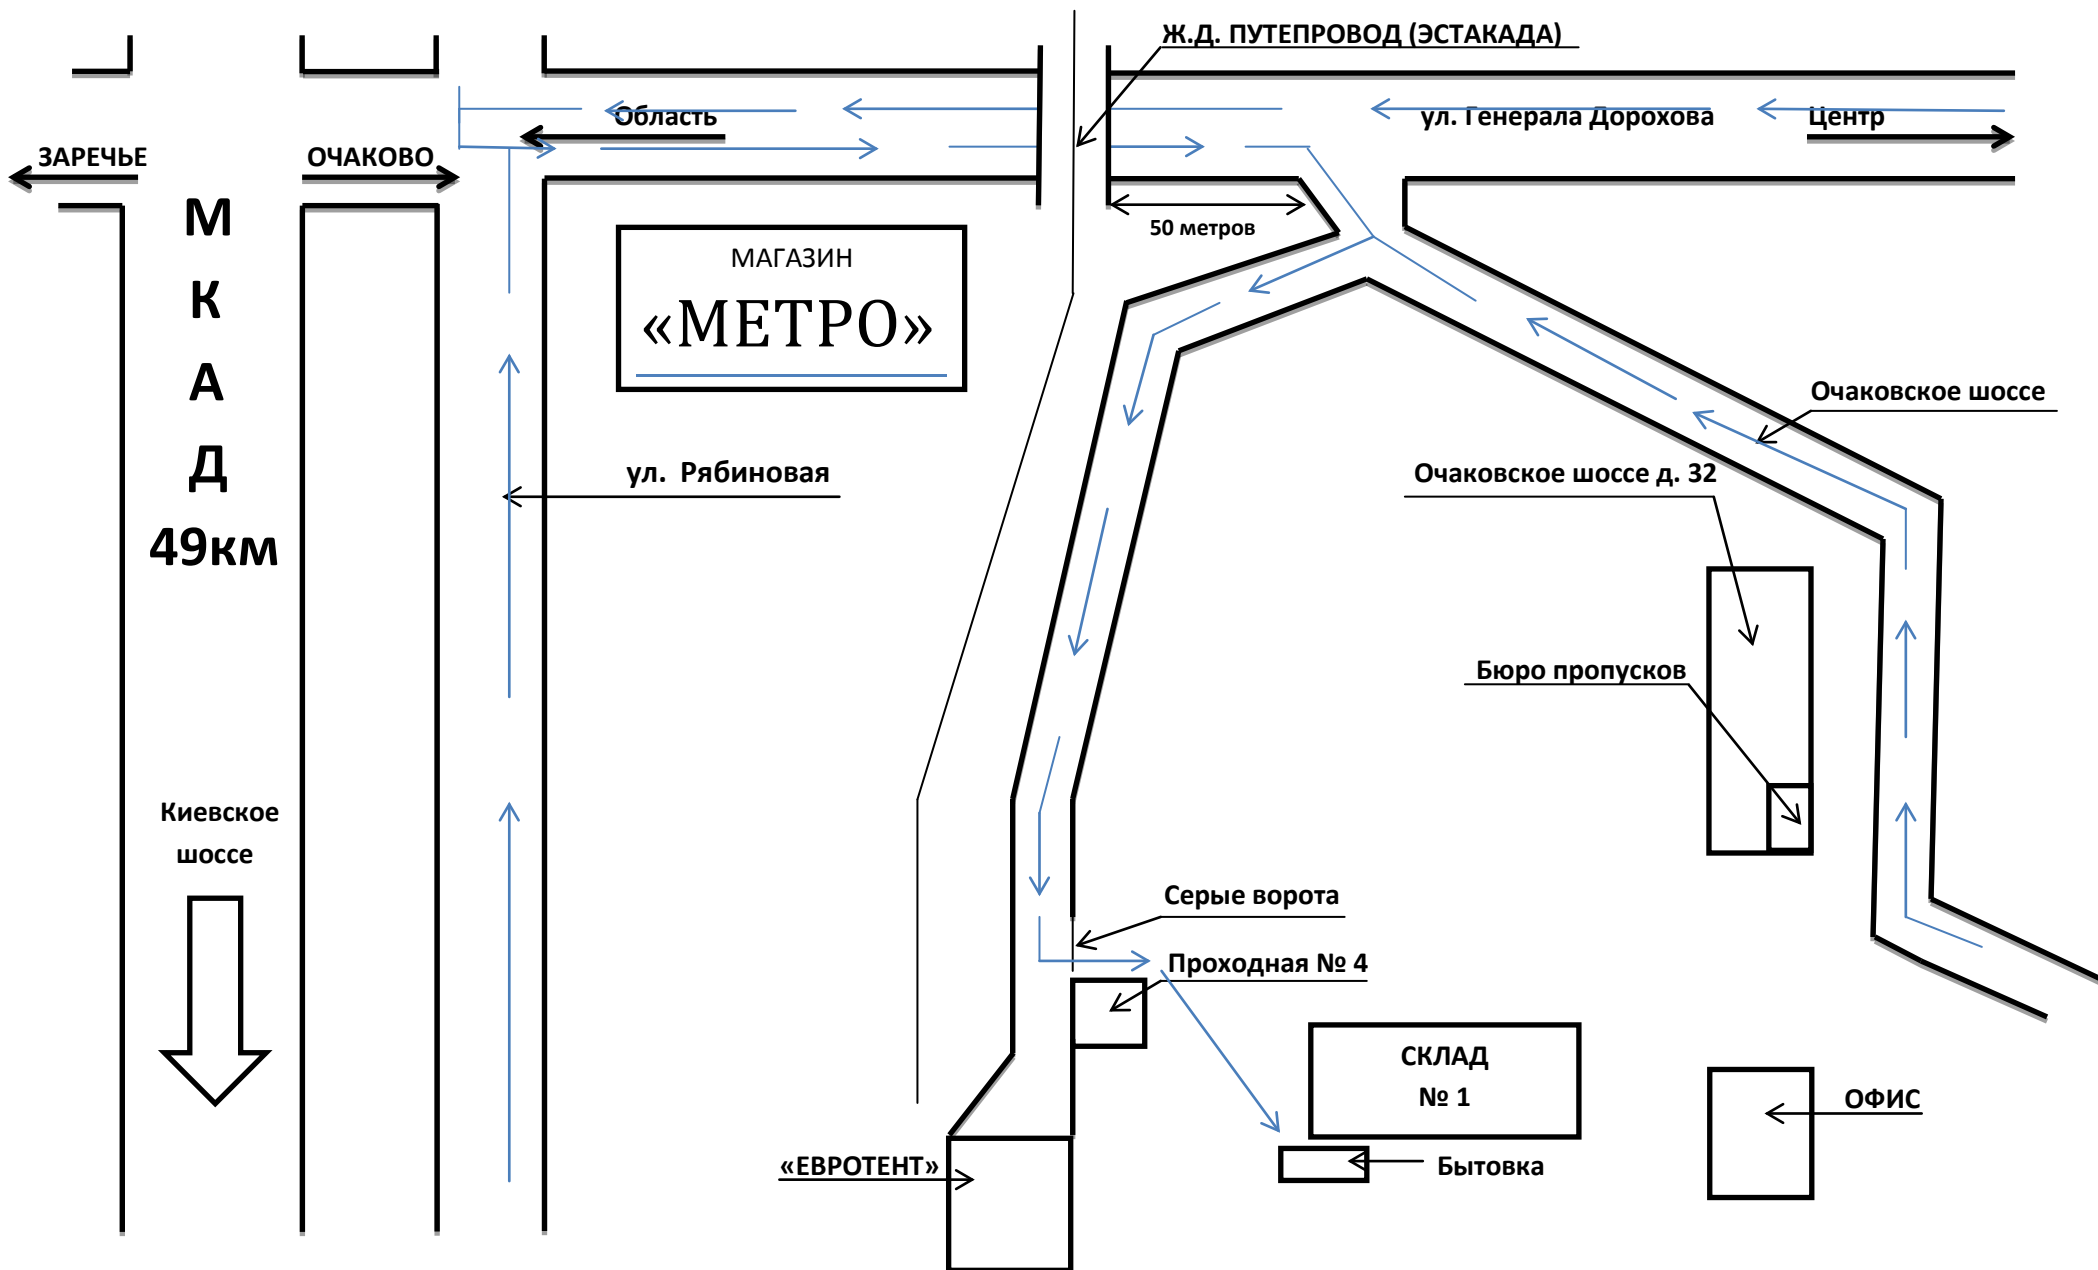 Ж.Д. ПУТЕПРОВОД (ЭСТАКАДА)
Область
ул. Генерала Дорохова
Центр
ЗАРЕЧЬЕ
ОЧАКОВО
М
К
А
Д
49км
50 метров
МАГАЗИН
«МЕТРО»
Очаковское шоссе
ул. Рябиновая
Очаковское шоссе д. 32
Бюро пропусков
Киевское
шоссе
Серые ворота
Проходная № 4
СКЛАД
№ 1
ОФИС
«ЕВРОТЕНТ»
Бытовка